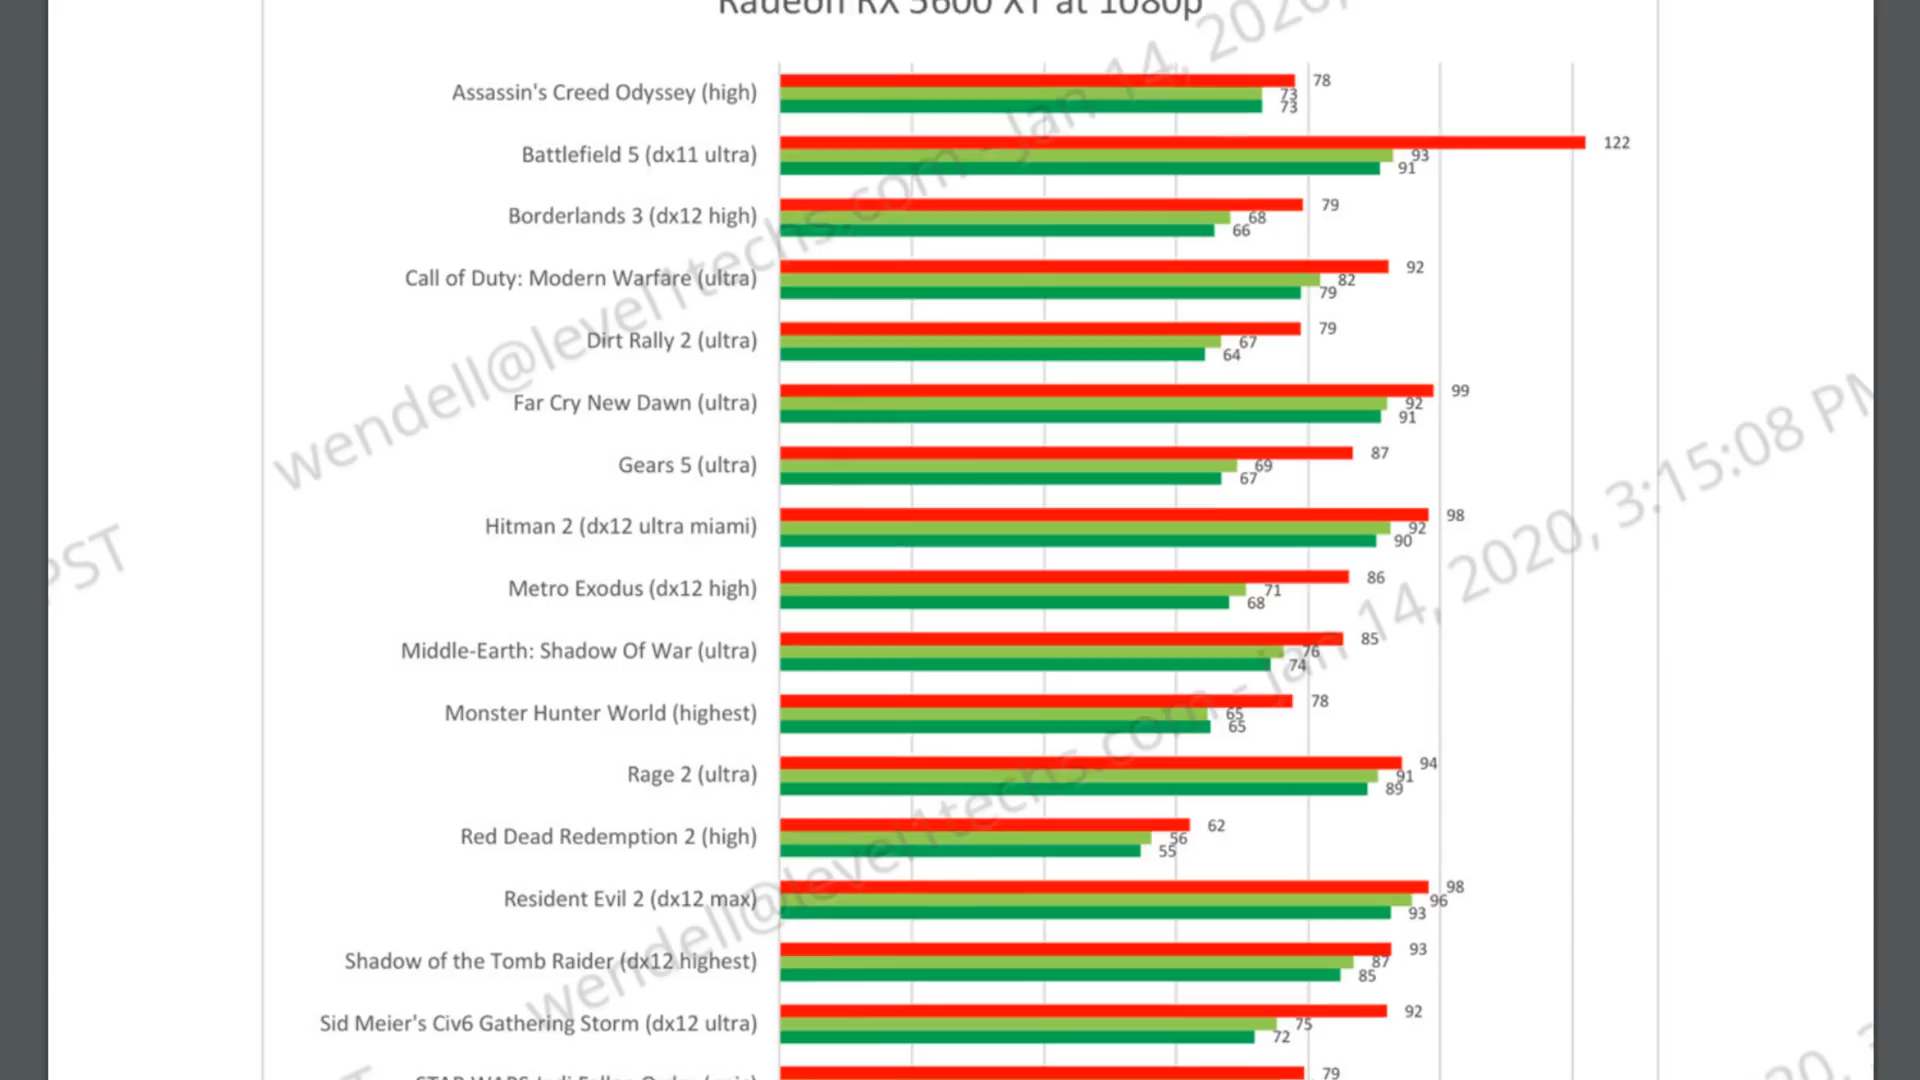 Radeon RX 5600 XT at 1080p
Assassin's Creed Odyssey (high)
78
73
73
Battlefield 5 (dx11 ultra)
122
93
91
Borderlands 3 (dx12 high)
79
68
66
Call of Duty: Modern Warfare (ultra)
92
82
79
Dirt Rally 2 (ultra)
79
67
64
Far Cry New Dawn (ultra)
99
92
91
Gears 5 (ultra)
87
69
67
Hitman 2 (dx12 ultra miami)
98
92
90
Metro Exodus (dx12 high)
86
71
68
Middle-Earth: Shadow Of War (ultra)
85
76
74
Monster Hunter World (highest)
78
65
65
Rage 2 (ultra)
94
91
89
Red Dead Redemption 2 (high)
62
56
55
Resident Evil 2 (dx12 max)
98
96
93
Shadow of the Tomb Raider (dx12 highest)
93
87
85
Sid Meier's Civ6 Gathering Storm (dx12 ultra)
92
75
72
79
wendell@level1techs.com - Jan 14, 2020,
PST
wendell@level1techs.com - Jan 14, 2020, 3:15:08 PM